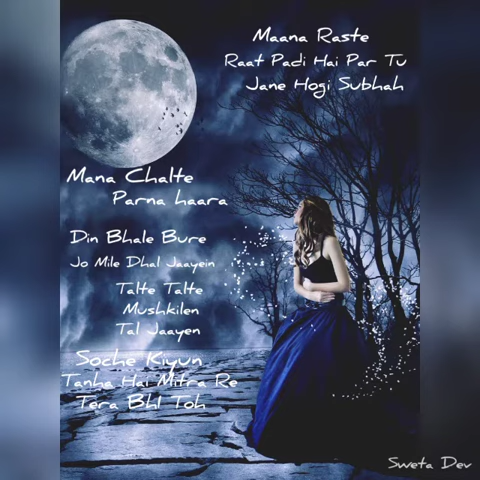 Maana Raste
Raat Padi Hai Par Tu
Jane Hogi Subhah
Mana Chalte
Parna haara
Din Bhale Bure
Jo Mile Dhal Jaayein
Talte Talte
Mushkilen
Tal Jaayen
Soche Kiyun
Tanha Hai Mitra Re
Tera BhI Toh
Sweta Dev